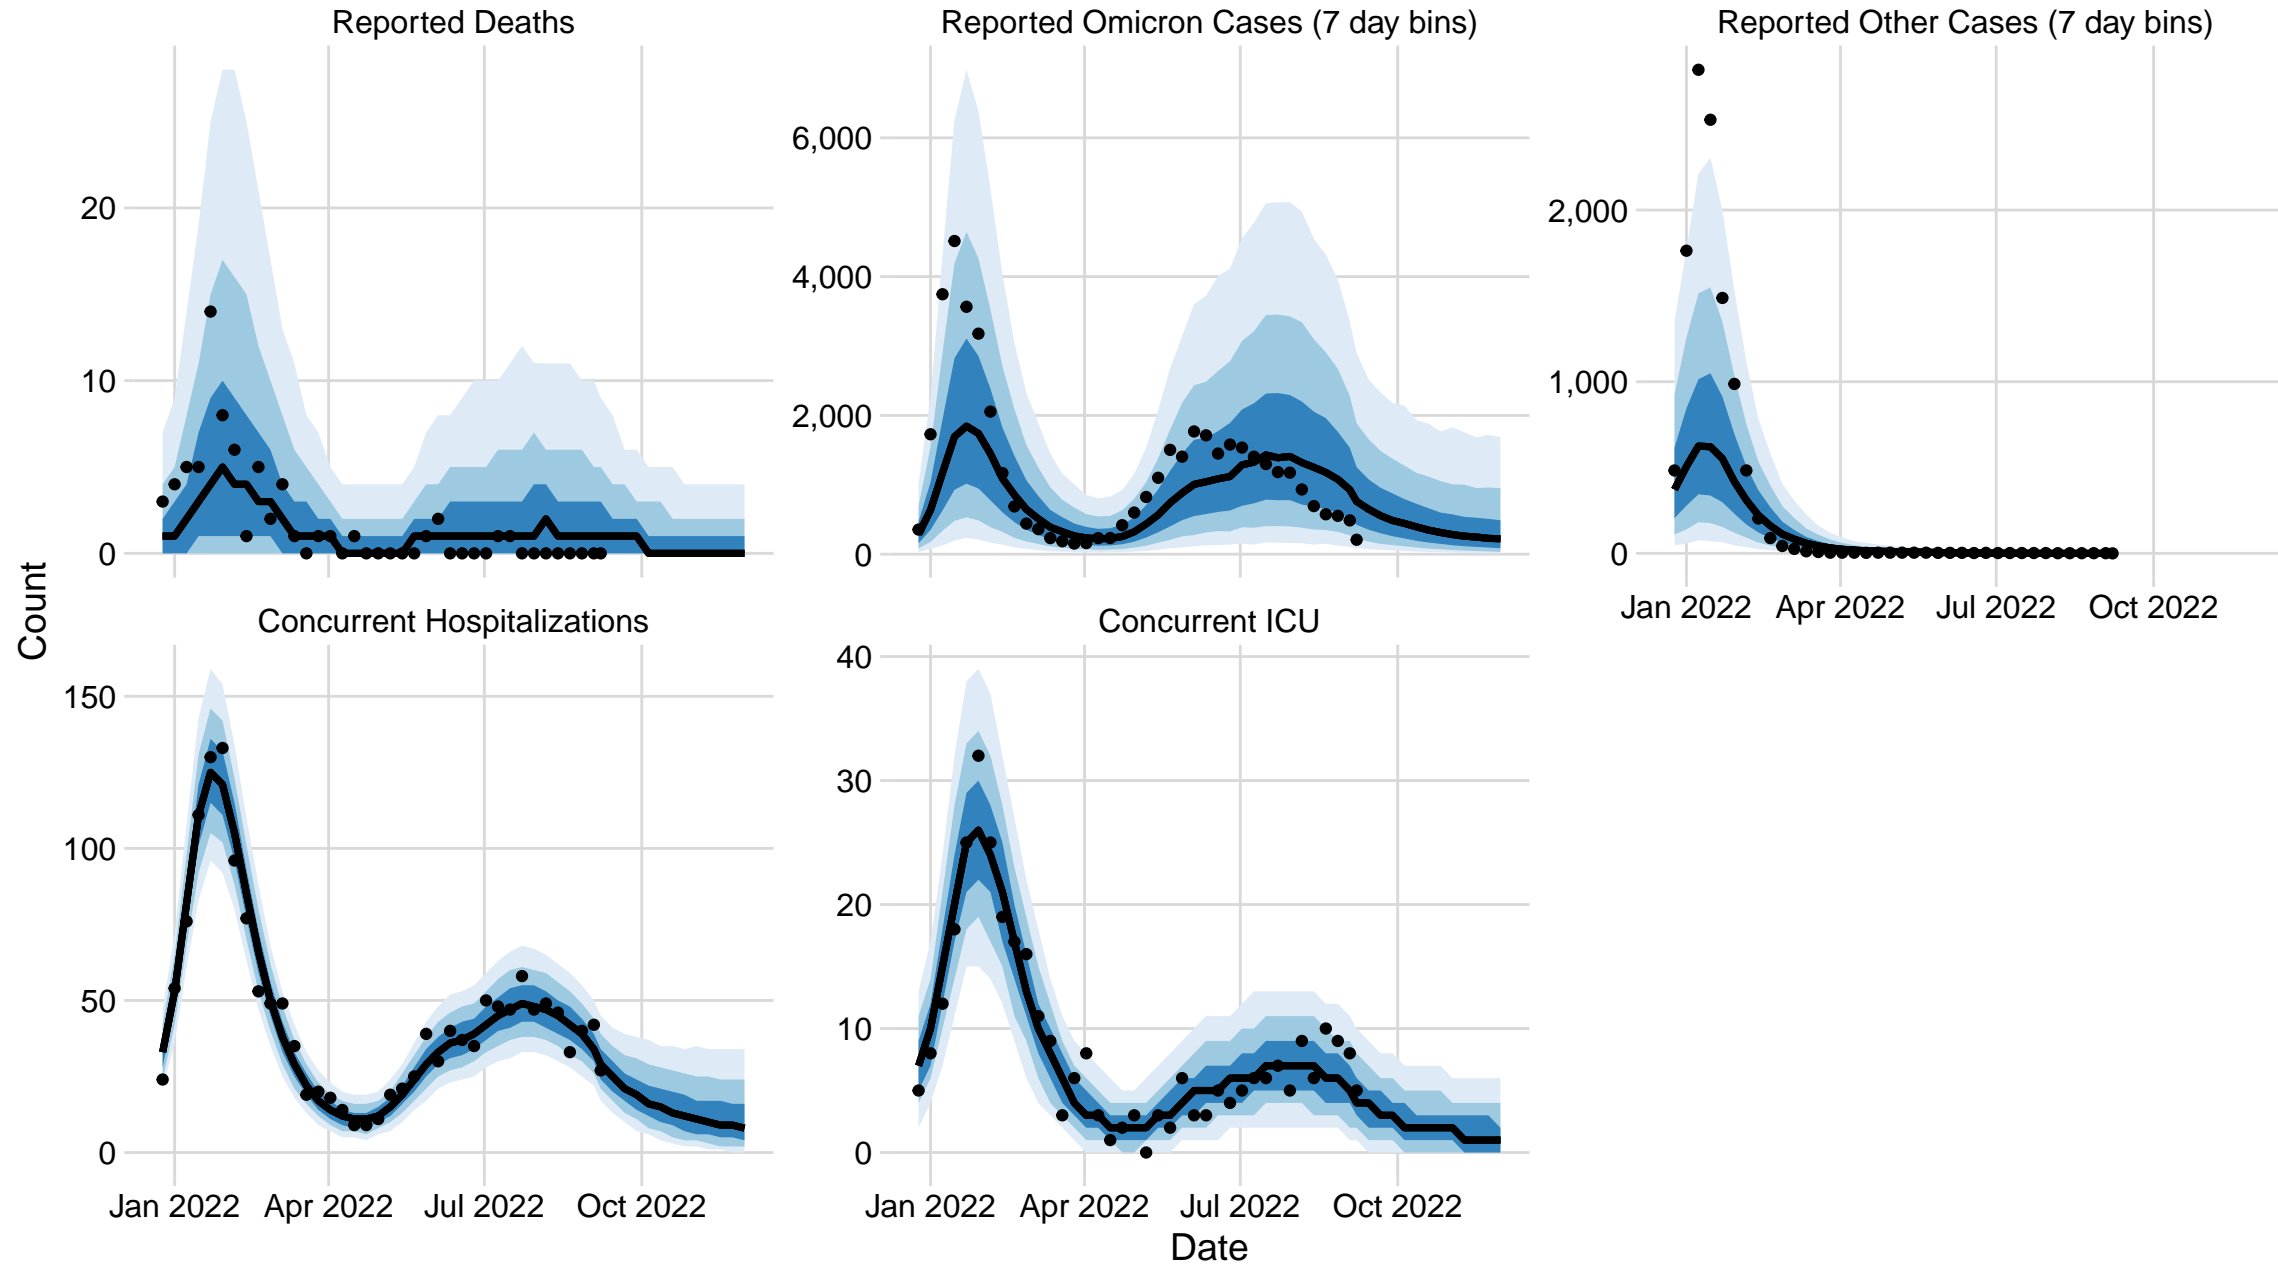 Reported Deaths
Reported Omicron Cases (7 day bins)
Reported Other Cases (7 day bins)
20
10
0
6,000
4,000
2,000
0
2,000
1,000
0
Jan 2022 Apr 2022 Jul 2022 Oct 2022
Count
Concurrent Hospitalizations
Concurrent ICU
150
100
50
0
40
30
20
10
0
Jan 2022 Apr 2022 Jul 2022 Oct 2022
Jan 2022 Apr 2022 Jul 2022 Oct 2022
Date